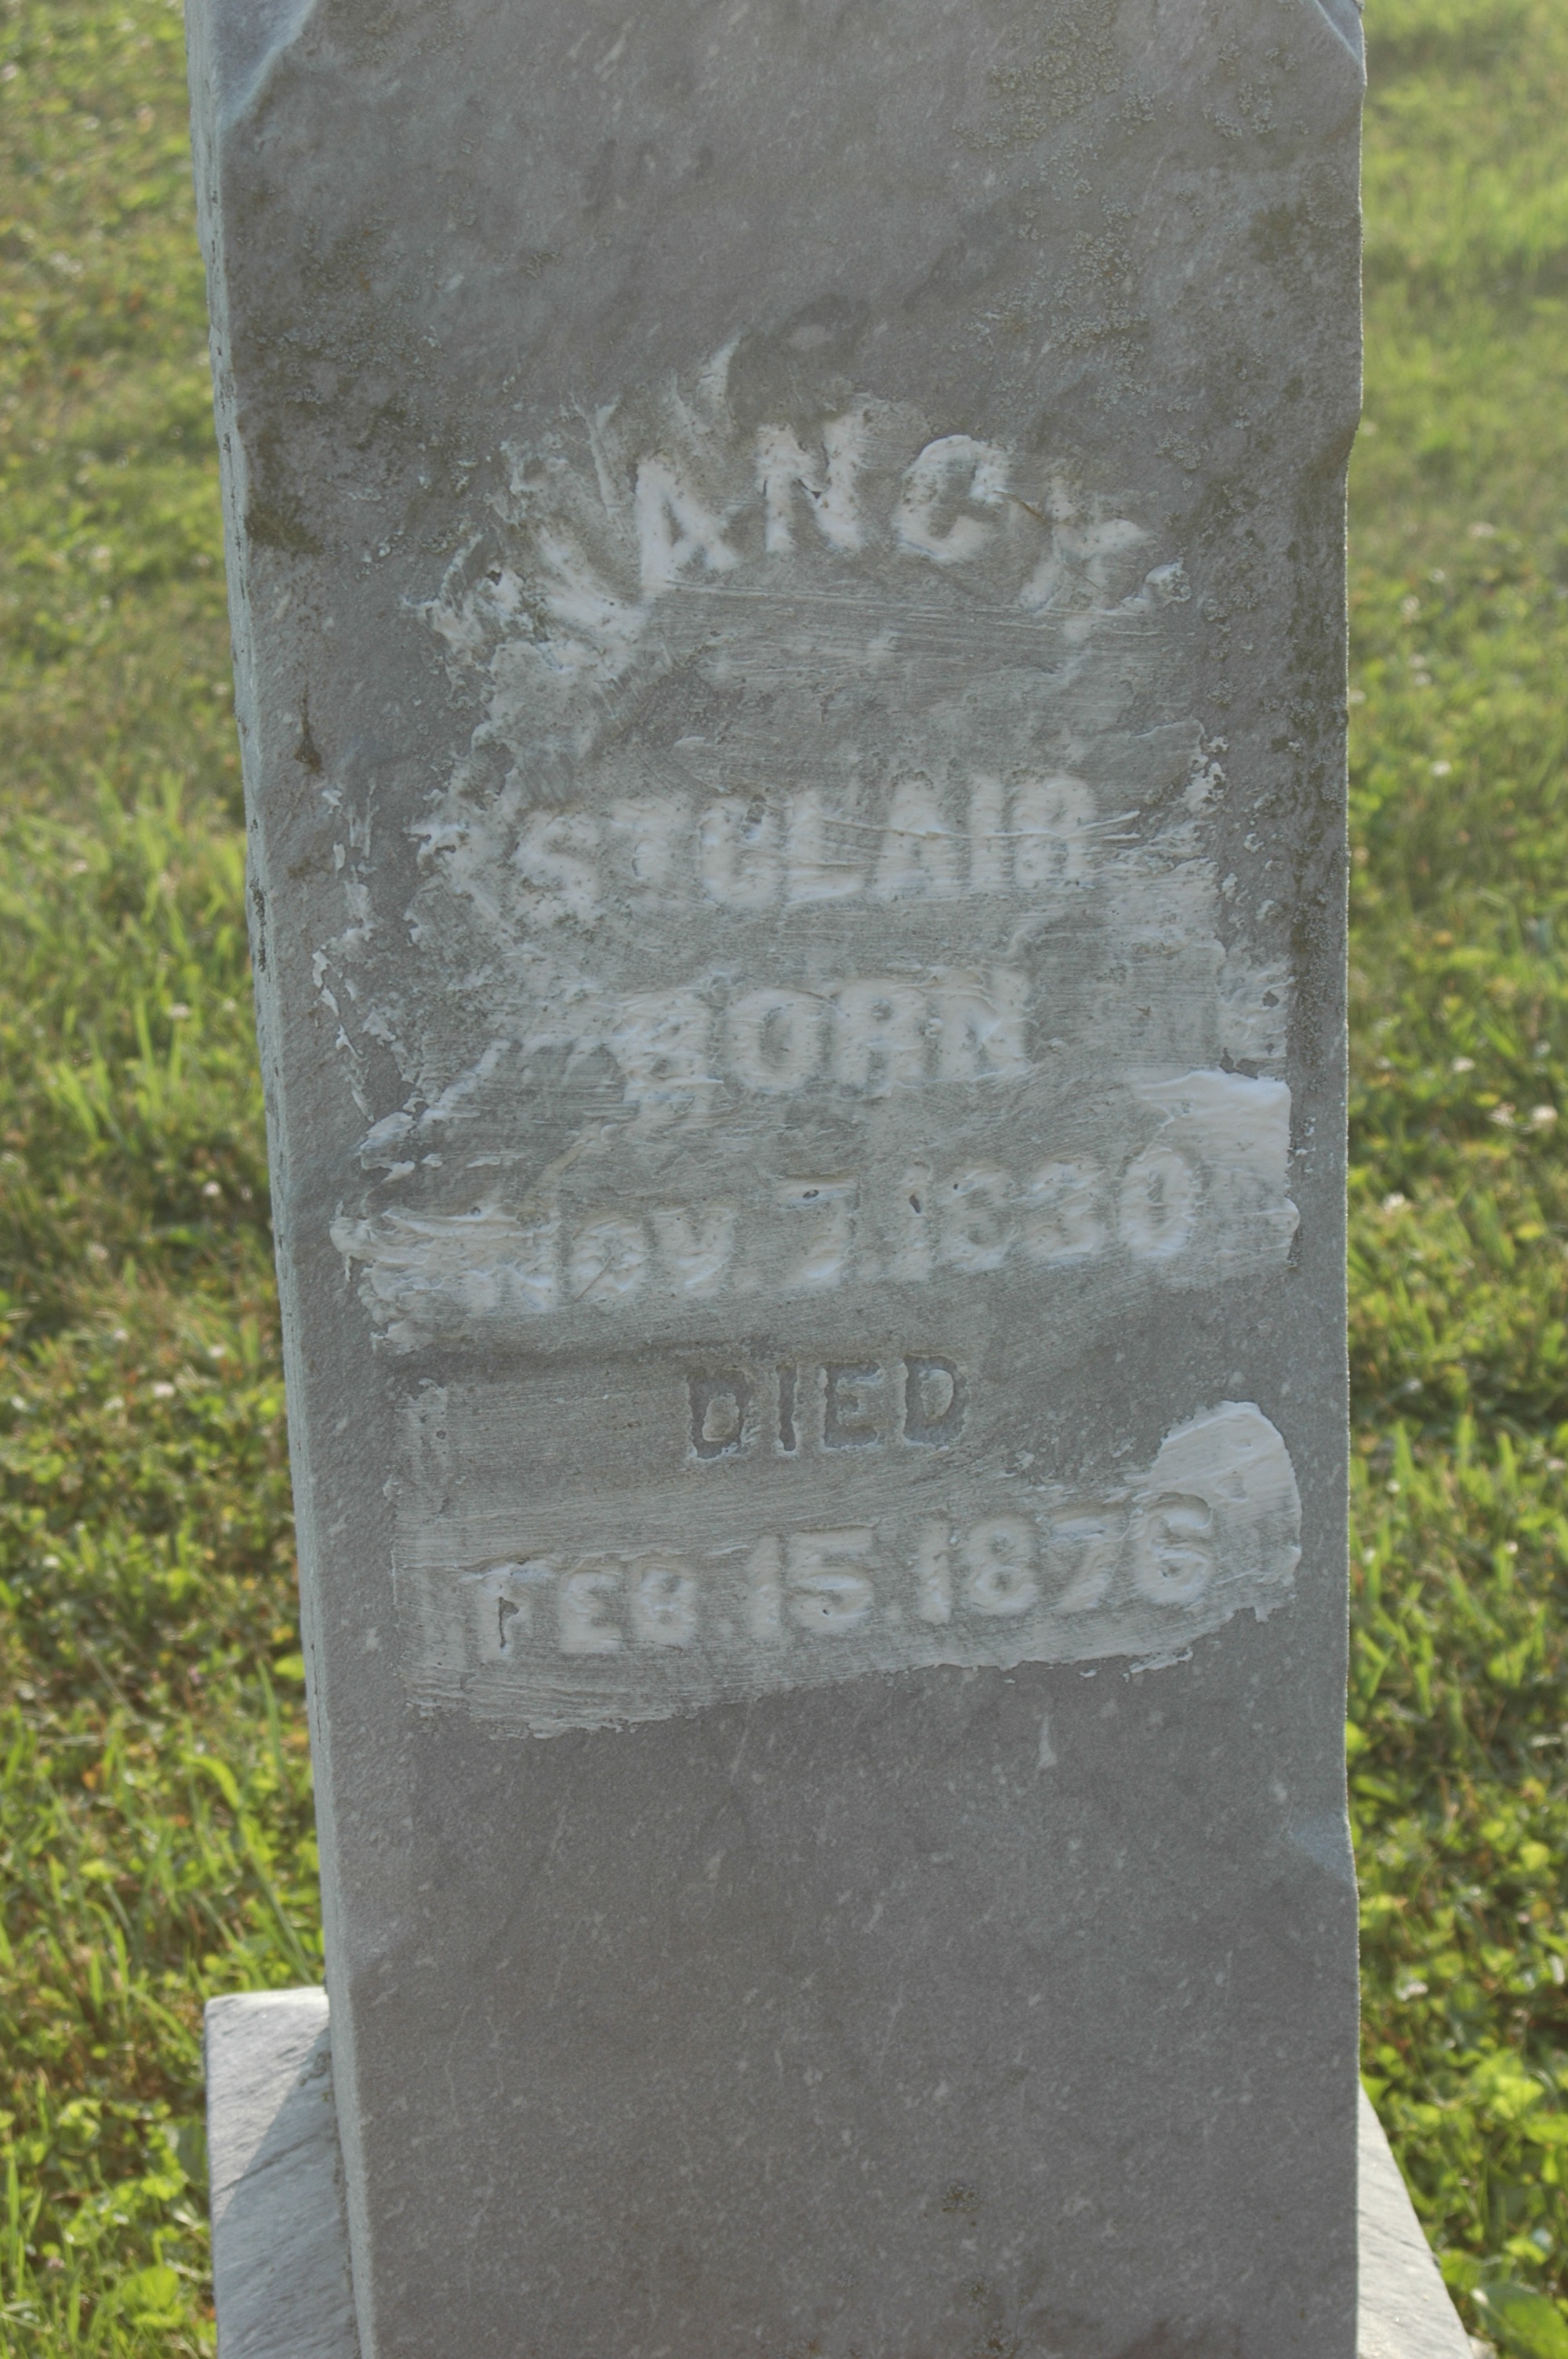 NANCY
ST CLAIR
BORN
Nov. 7. 1830
DIED
FEB. 15. 1876